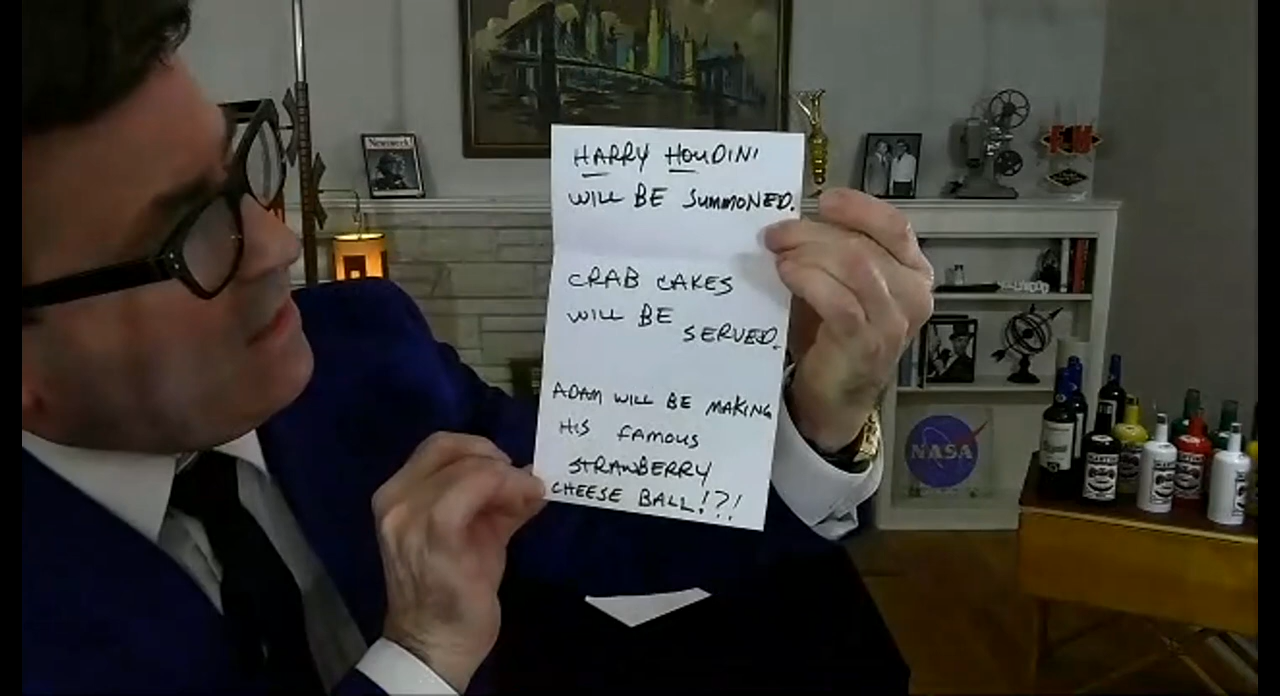 Newsweek
HARRY HOUDINI
WILL BE SUMMONED.
CRAB CAKES
WILL BE
SERVED.
ADAM WILL BE MAKING
HIS FAMOUS
STRAWBERRY
CHEESE BALL!?!
NASA